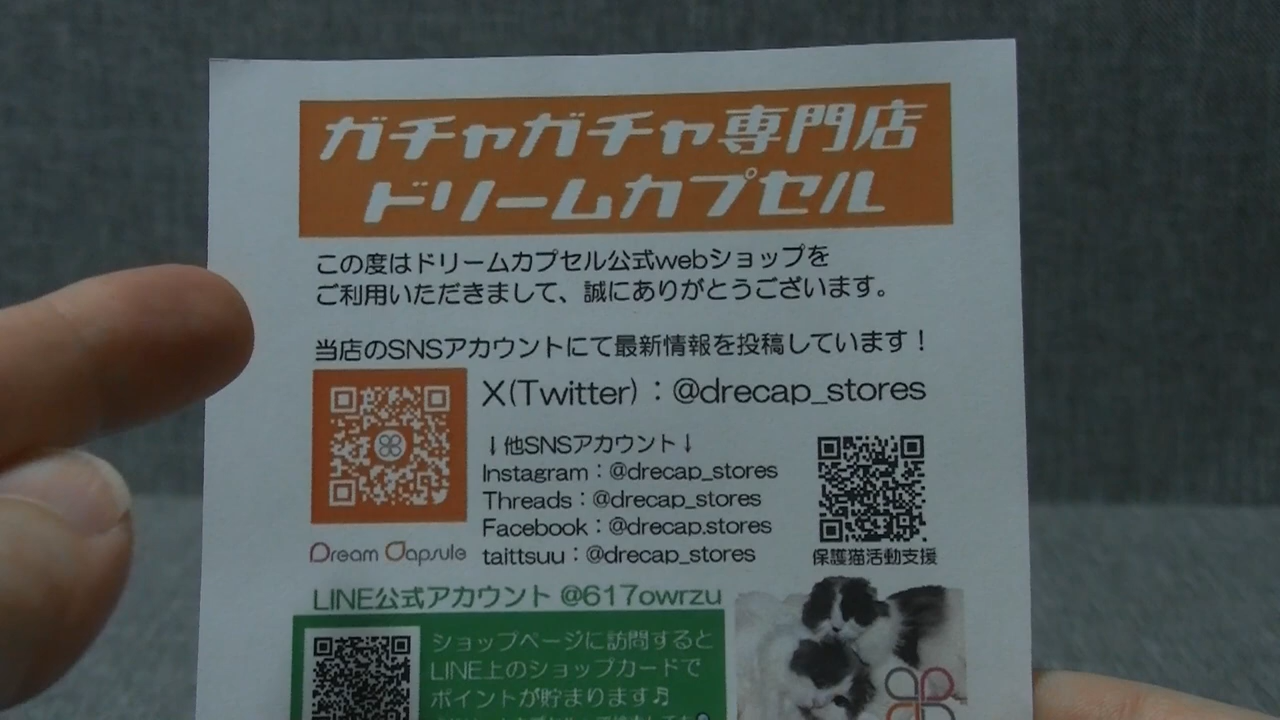 ガチャガチャ専門店
ドリームカプセル
この度はドリームカプセル公式webショップを
ご利用いただきまして、誠にありがとうございます。
当店のSNSアカウントにて最新情報を投稿しています！
X(Twitter)：@drecap_stores
↓他SNSアカウント↓
Instagram：@drecap_stores
Threads：@drecap_stores
Facebook：@drecap.stores
taittsuu：@drecap_stores
Dream Capsule
保護猫活動支援
LINE公式アカウント @617owrzu
ショップページに訪問すると
LINE上のショップカードで
ポイントが貯まります♬